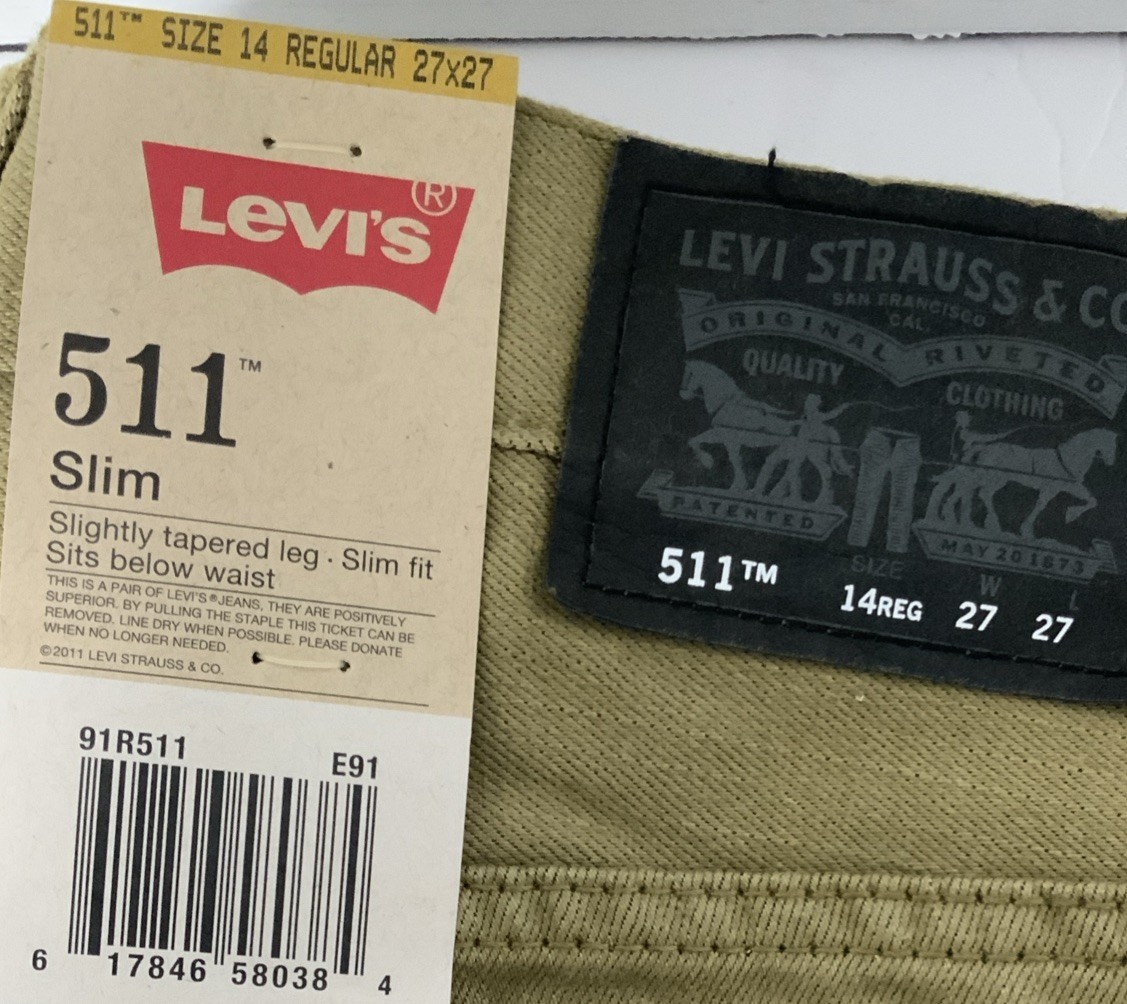 511™ SIZE 14 REGULAR 27x27
Levi's®
511™
Slim
Slightly tapered leg · Slim fit
Sits below waist
THIS IS A PAIR OF LEVI'S® JEANS, THEY ARE POSITIVELY
SUPERIOR. BY PULLING THE STAPLE THIS TICKET CAN BE
REMOVED. LINE DRY WHEN POSSIBLE. PLEASE DONATE
WHEN NO LONGER NEEDED.
©2011 LEVI STRAUSS & CO.
91R511 E91
6 17846 58038 4
LEVI STRAUSS & CO
SAN FRANCISCO
CAL.
ORIGINAL RIVETED
QUALITY CLOTHING
PATENTED MAY 20 1873
SIZE W L
511™ 14REG 27 27